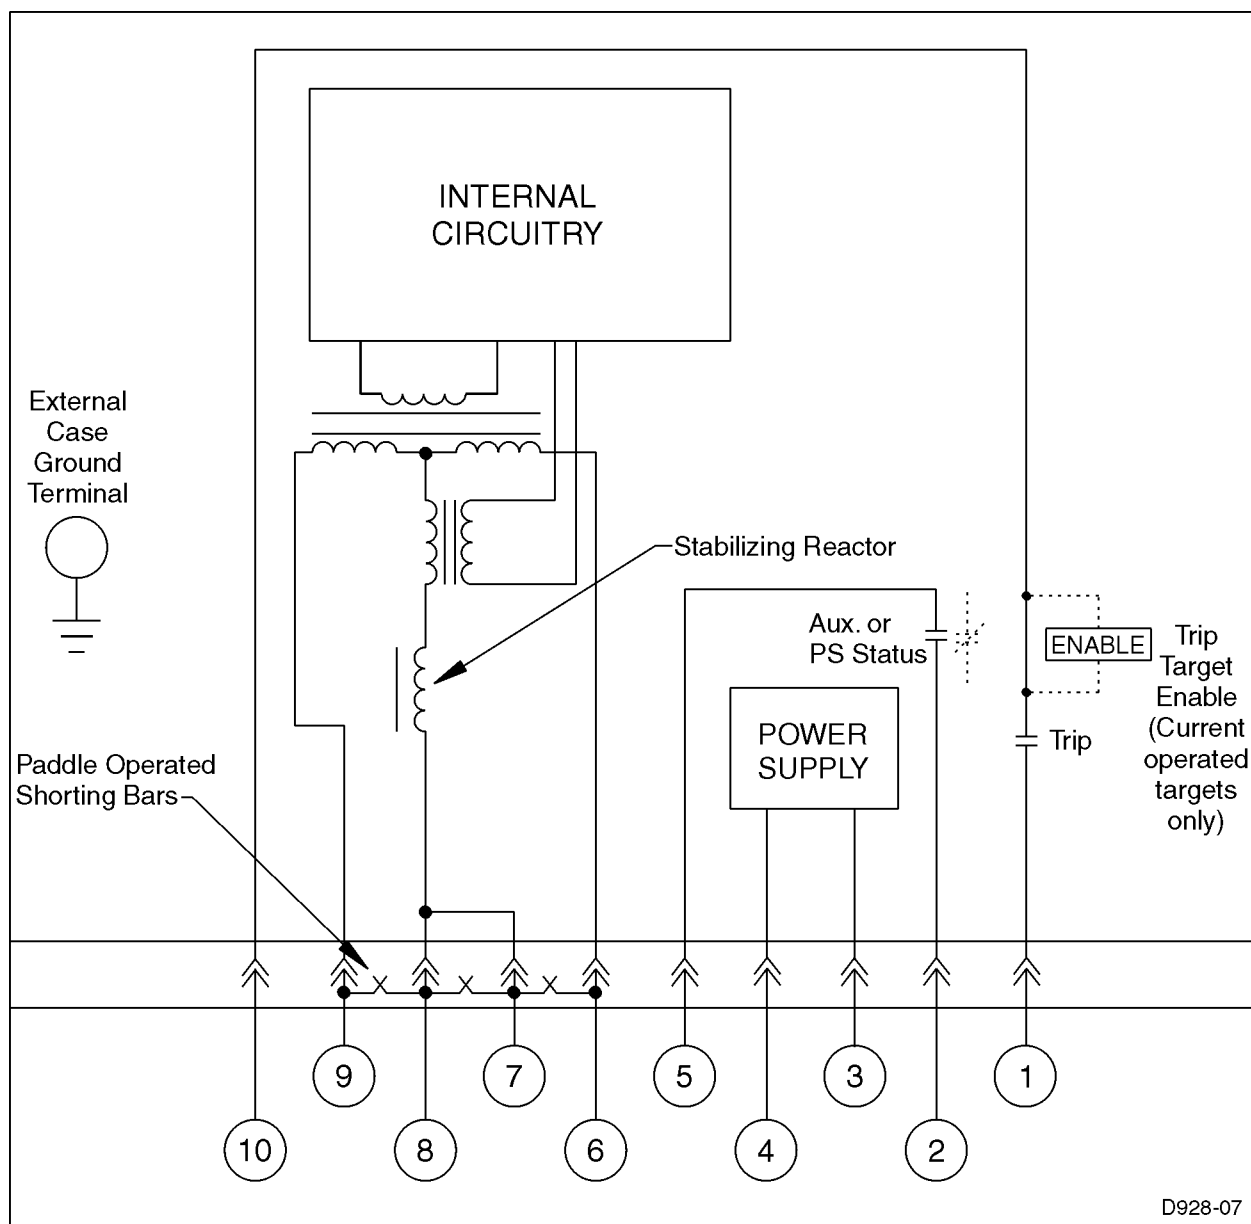 INTERNAL
CIRCUITRY
External
Case
Ground
Terminal
Stabilizing Reactor
Aux. or
PS Status
ENABLE
Trip
Target
Enable
(Current
operated
targets
only)
Trip
POWER
SUPPLY
Paddle Operated
Shorting Bars
9
7
5
3
1
10
8
6
4
2
D928-07